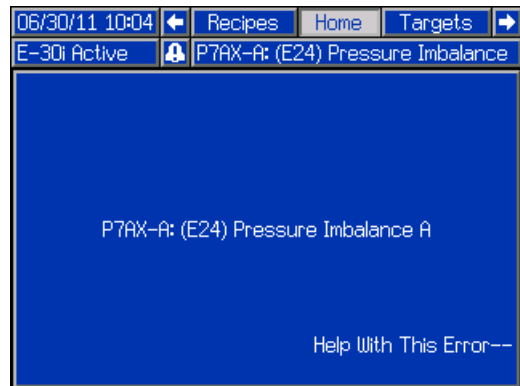 06/30/11 10:04 Recipes Home Targets
E-30i Active P7AX-A: (E24) Pressure Imbalance
P7AX-A: (E24) Pressure Imbalance A
Help With This Error--